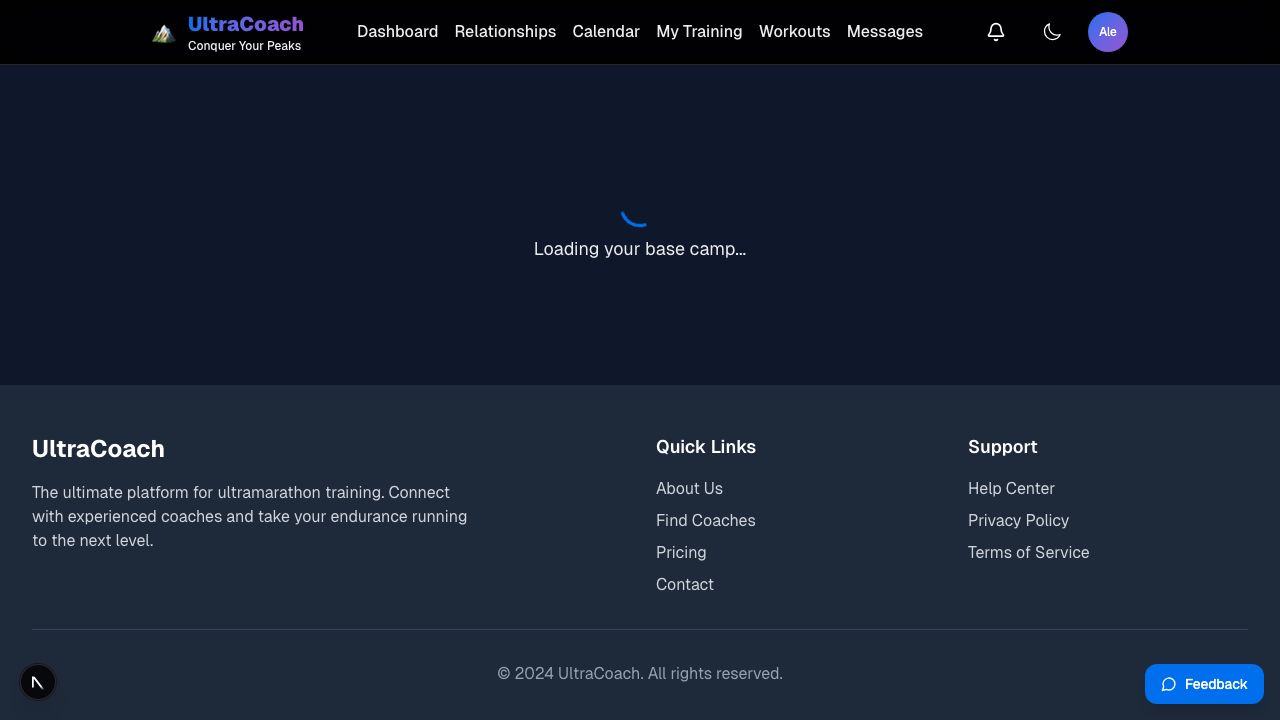 UltraCoach
Conquer Your Peaks
Dashboard
Relationships
Calendar
My Training
Workouts
Messages
Ale
Loading your base camp...
UltraCoach
The ultimate platform for ultramarathon training. Connect
with experienced coaches and take your endurance running
to the next level.
Quick Links
About Us
Find Coaches
Pricing
Contact
Support
Help Center
Privacy Policy
Terms of Service
© 2024 UltraCoach. All rights reserved.
Feedback